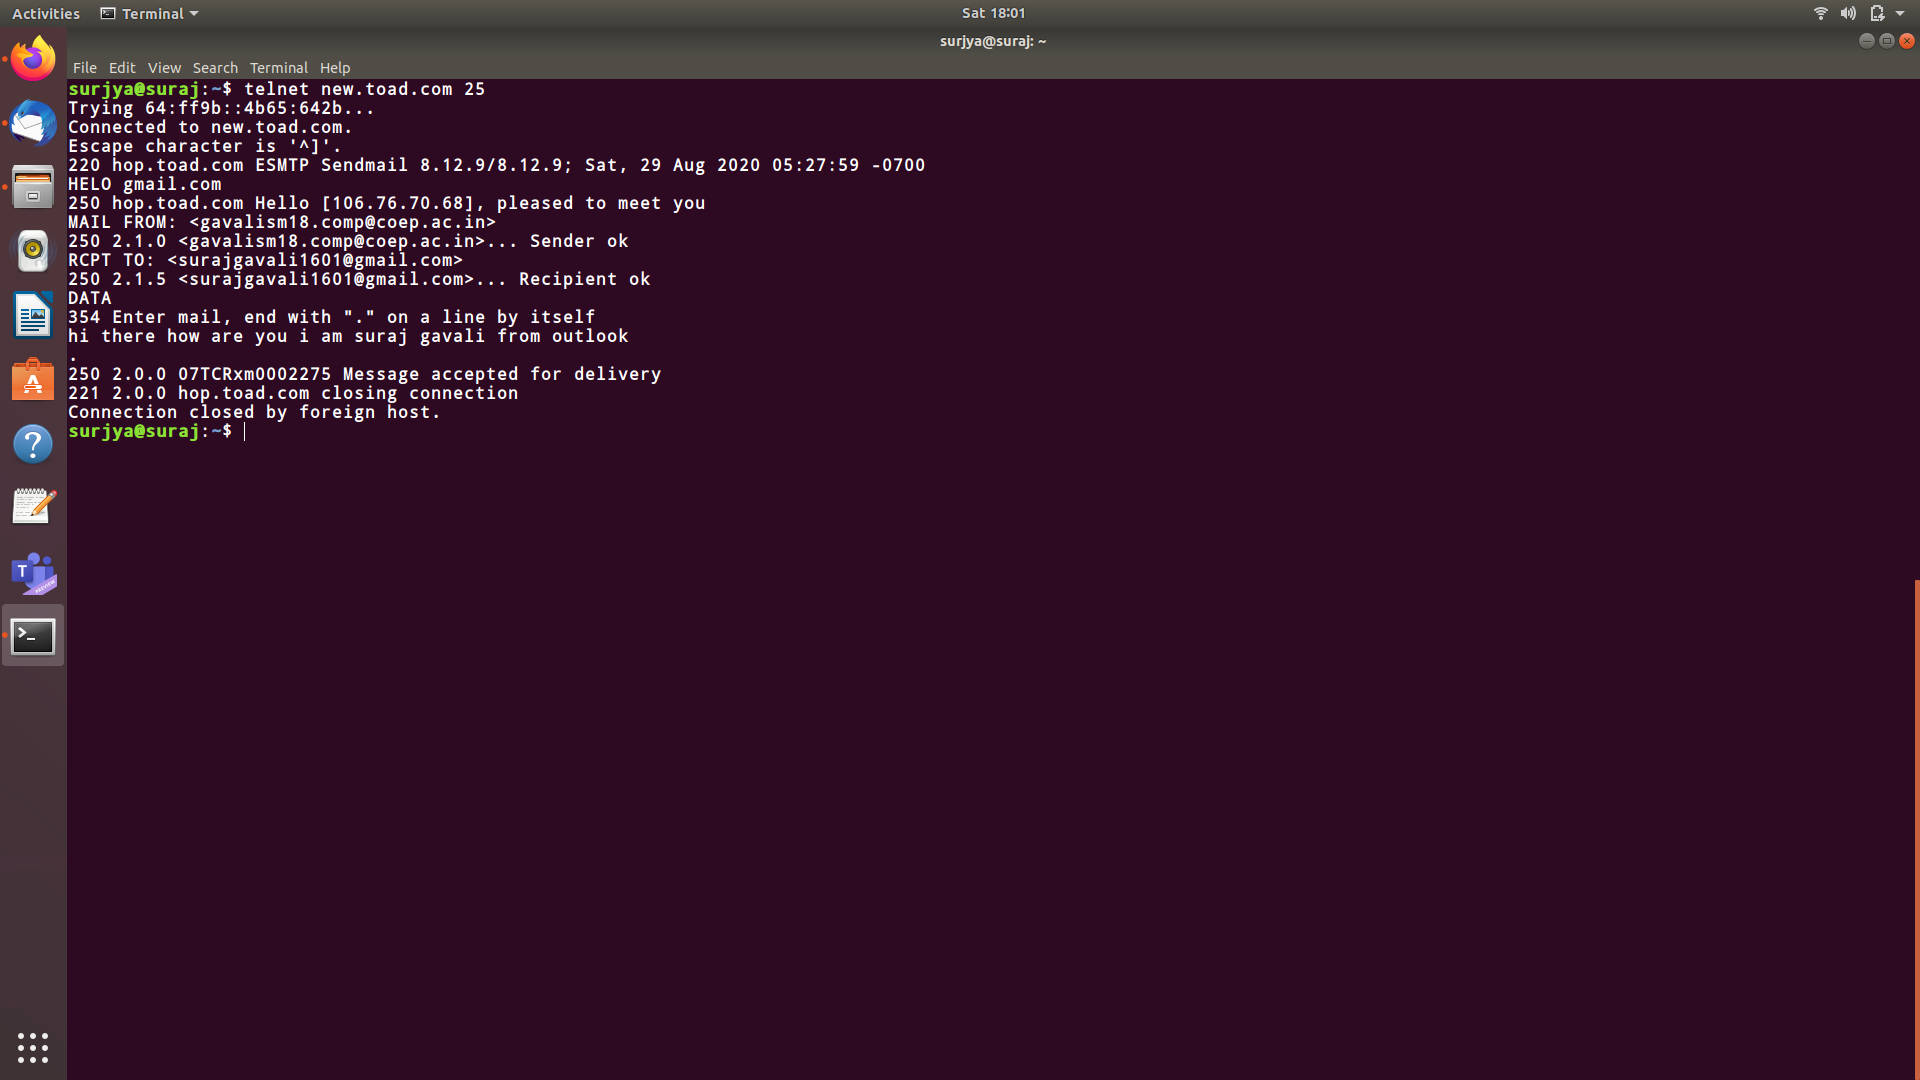 Activities Terminal Sat 18:01
surjya@suraj: ~
File Edit View Search Terminal Help
surjya@suraj:~$ telnet new.toad.com 25
Trying 64:ff9b::4b65:642b...
Connected to new.toad.com.
Escape character is '^]'.
220 hop.toad.com ESMTP Sendmail 8.12.9/8.12.9; Sat, 29 Aug 2020 05:27:59 -0700
HELO gmail.com
250 hop.toad.com Hello [106.76.70.68], pleased to meet you
MAIL FROM: <gavalism18.comp@coep.ac.in>
250 2.1.0 <gavalism18.comp@coep.ac.in>... Sender ok
RCPT TO: <surajgavali1601@gmail.com>
250 2.1.5 <surajgavali1601@gmail.com>... Recipient ok
DATA
354 Enter mail, end with "." on a line by itself
hi there how are you i am suraj gavali from outlook
.
250 2.0.0 07TCRxm0002275 Message accepted for delivery
221 2.0.0 hop.toad.com closing connection
Connection closed by foreign host.
surjya@suraj:~$